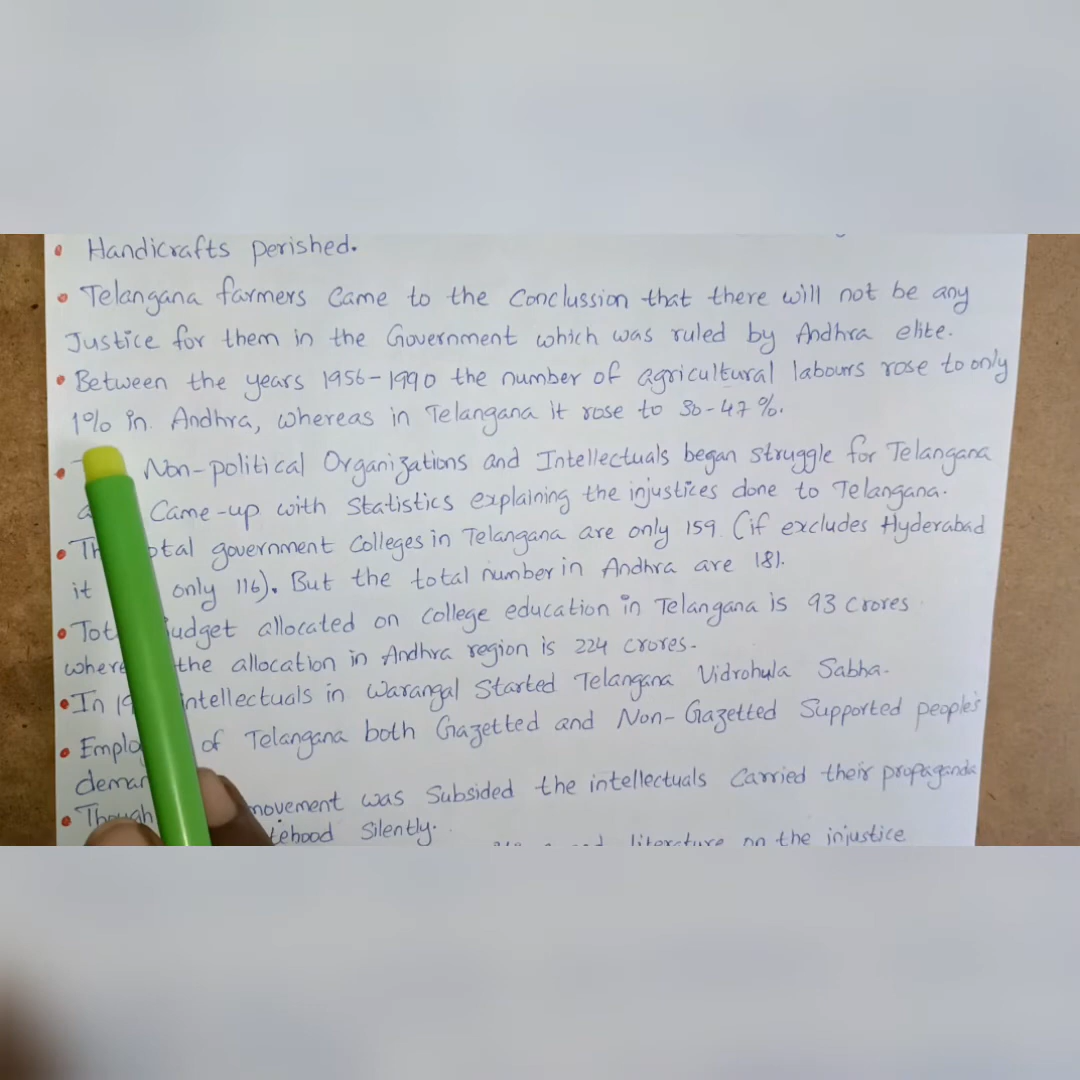 • Handicrafts perished.
• Telangana farmers Came to the Conclussion that there will not be any
Justice for them in the Government which was ruled by Andhra elite.
• Between the years 1956-1990 the number of agricultural labours rose to only
1% in Andhra, whereas in Telangana it rose to 30-47%.
• Non-political Organizations and Intellectuals began Struggle for Telangana
Came-up with Statistics explaining the injustices done to Telangana.
• government Colleges in Telangana are only 159 (if excludes Hyderabad
it only 116). But the total number in Andhra are 181.
• allocated on College education in Telangana is 93 Crores
the allocation in Andhra region is 224 crores.
• In intellectuals in Warangal Started Telangana Vidrohula Sabha.
• of Telangana both Gazetted and Non-Gazetted Supported people's
• movement was Subsided the intellectuals Carried their propaganda
Silently.
literature on the injustice